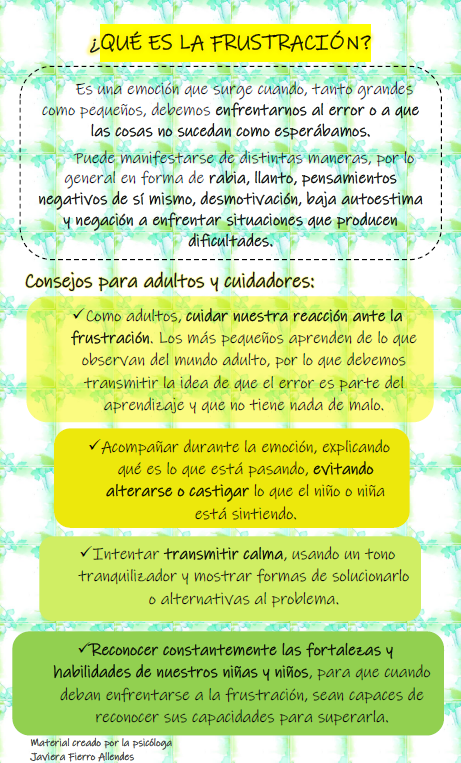 ¿QUÉ ES LA FRUSTRACIÓN?
Es una emoción que surge cuando, tanto grandes
como pequeños, debemos enfrentarnos al error o a que
las cosas no sucedan como esperábamos.
Puede manifestarse de distintas maneras, por lo
general en forma de rabia, llanto, pensamientos
negativos de sí mismo, desmotivación, baja autoestima
y negación a enfrentar situaciones que producen
dificultades.
Consejos para adultos y cuidadores:
✓Como adultos, cuidar nuestra reacción ante la
frustración. Los más pequeños aprenden de lo que
observan del mundo adulto, por lo que debemos
transmitir la idea de que el error es parte del
aprendizaje y que no tiene nada de malo.
✓Acompañar durante la emoción, explicando
qué es lo que está pasando, evitando
alterarse o castigar lo que el niño o niña
está sintiendo.
✓Intentar transmitir calma, usando un tono
tranquilizador y mostrar formas de solucionarlo
o alternativas al problema.
✓Reconocer constantemente las fortalezas y
habilidades de nuestros niñas y niños, para que cuando
deban enfrentarse a la frustración, sean capaces de
reconocer sus capacidades para superarla.
Material creado por la psicóloga
Javiera Fierro Allendes